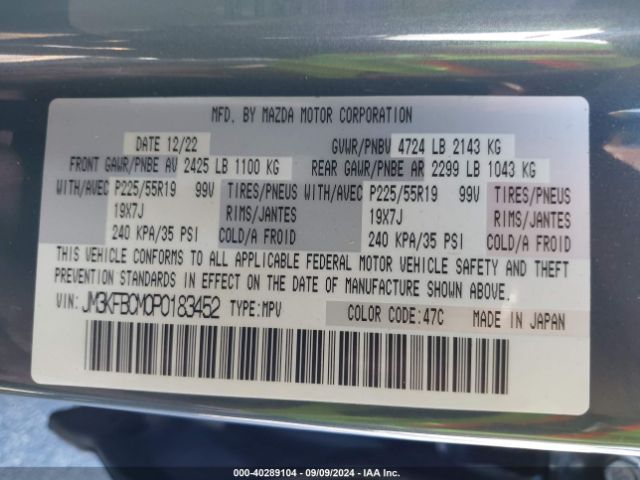 MFD. BY MAZDA MOTOR CORPORATION
DATE 12/22 GVWR/PNBV 4724 LB 2143 KG
FRONT GAWR/PNBE AV 2425 LB 1100 KG REAR GAWR/PNBE AR 2299 LB 1043 KG
WITH/AVEC P225/55R19 99V TIRES/PNEUS WITH/AVEC P225/55R19 99V TIRES/PNEUS
19X7J RIMS/JANTES 19X7J RIMS/JANTES
240 KPA/35 PSI COLD/A FROID 240 KPA/35 PSI COLD/A FROID
THIS VEHICLE CONFORMS TO ALL APPLICABLE FEDERAL MOTOR VEHICLE SAFETY AND THEFT
PREVENTION STANDARDS IN EFFECT ON THE DATE OF MANUFACTURE SHOWN ABOVE.
VIN: JM3KFBCM0P0183452 TYPE:MPV COLOR CODE:47C MADE IN JAPAN
000-40289104 - 09/09/2024 - IAA Inc.